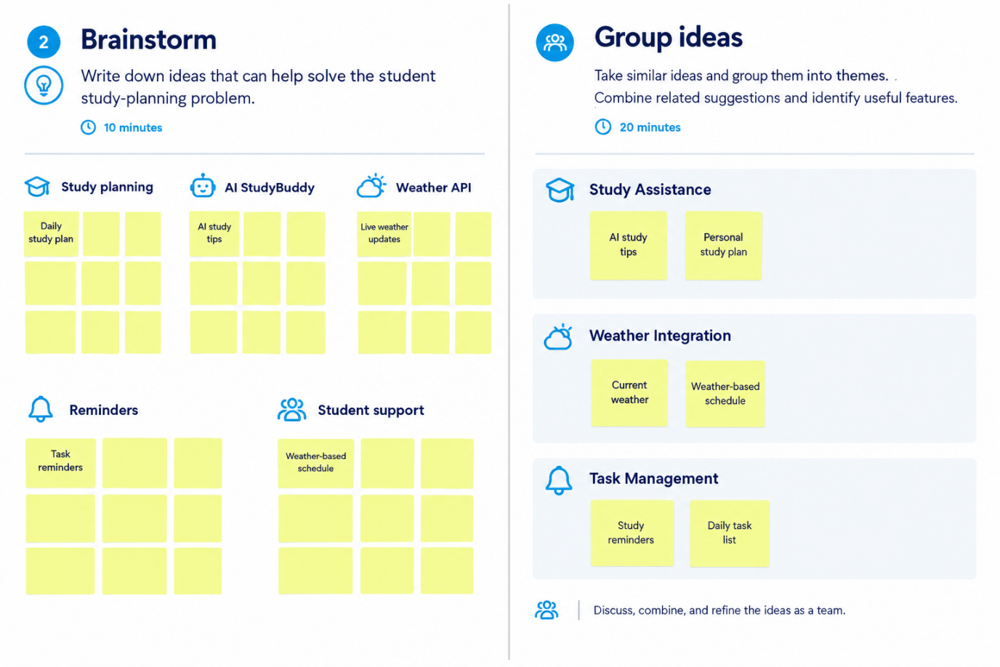 2
Brainstorm
Write down ideas that can help solve the student
study-planning problem.
10 minutes
Study planning
AI StudyBuddy
Weather API
Daily
study plan
AI study
tips
Live weather
updates
Reminders
Student support
Task
reminders
Weather-based
schedule
Group ideas
Take similar ideas and group them into themes.
Combine related suggestions and identify useful features.
20 minutes
Study Assistance
AI study
tips
Personal
study plan
Weather Integration
Current
weather
Weather-based
schedule
Task Management
Study
reminders
Daily task
list
Discuss, combine, and refine the ideas as a team.